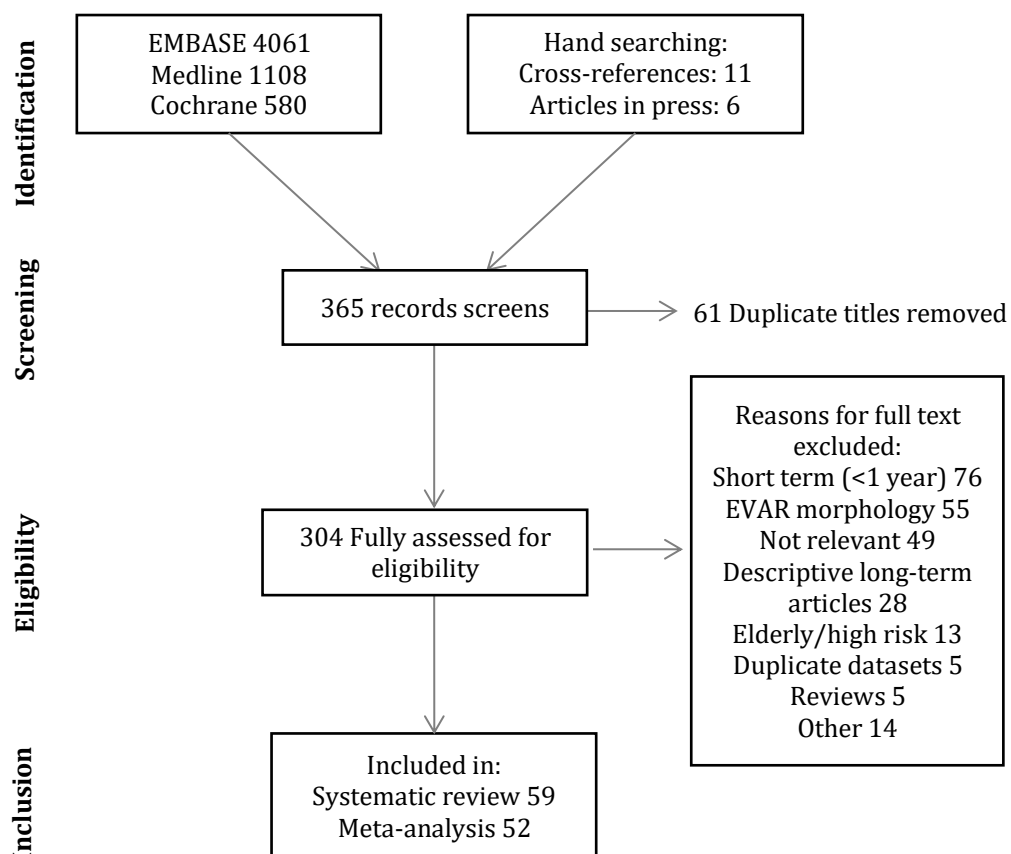 Identification
EMBASE 4061
Medline 1108
Cochrane 580
Hand searching:
Cross-references: 11
Articles in press: 6
Screening
365 records screens
61 Duplicate titles removed
Eligibility
304 Fully assessed for
eligibility
Reasons for full text
excluded:
Short term (<1 year) 76
EVAR morphology 55
Not relevant 49
Descriptive long-term
articles 28
Elderly/high risk 13
Duplicate datasets 5
Reviews 5
Other 14
Inclusion
Included in:
Systematic review 59
Meta-analysis 52